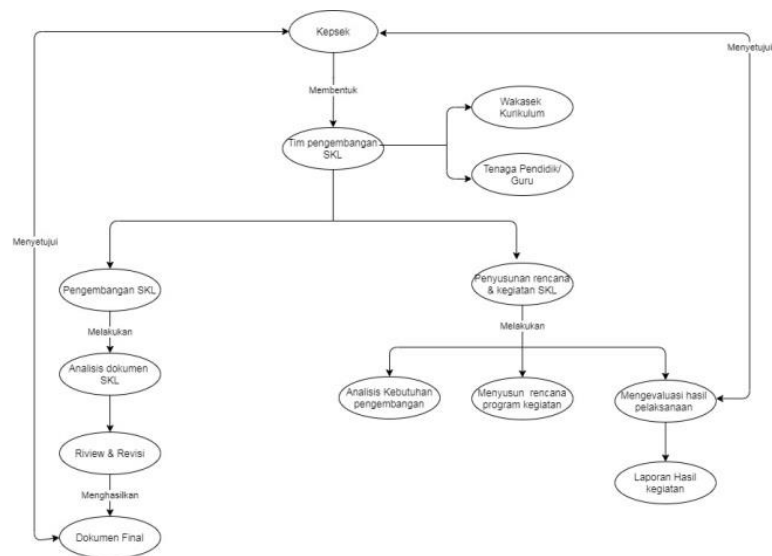 Kepsek
Menyetujui
Membentuk
Wakasek
Kurikulum
Tim pengembangan
SKL
Tenaga Pendidik/
Guru
Menyetujui
Pengembangan SKL
Penyusunan rencana
& kegiatan SKL
Melakukan
Melakukan
Analisis dokumen
SKL
Analisis Kebutuhan
pengembangan
Menyusun rencana
program kegiatan
Mengevaluasi hasil
pelaksanaan
Riview & Revisi
Laporan Hasil
kegiatan
Menghasilkan
Dokumen Final